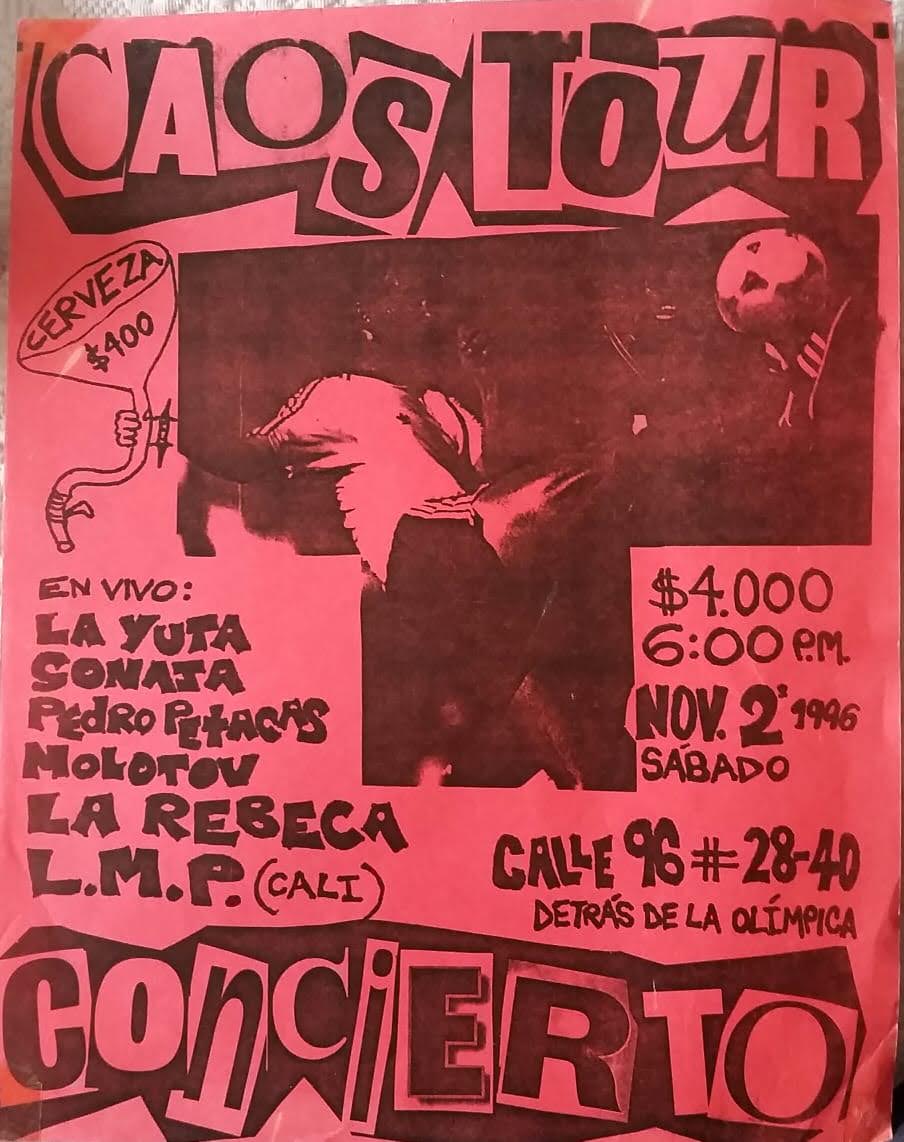 CAOS TOUR
CERVEZA
$400
EN VIVO:
LA YUTA
SONATA
PEDRO PETACAS
MOLOTOV
LA REBECA
L.M.P. (CALI)
$4.000
6:00 P.M.
NOV. 2 1996
SÁBADO
CALLE 96 # 28-40
DETRÁS DE LA OLÍMPICA
CONCIERTO